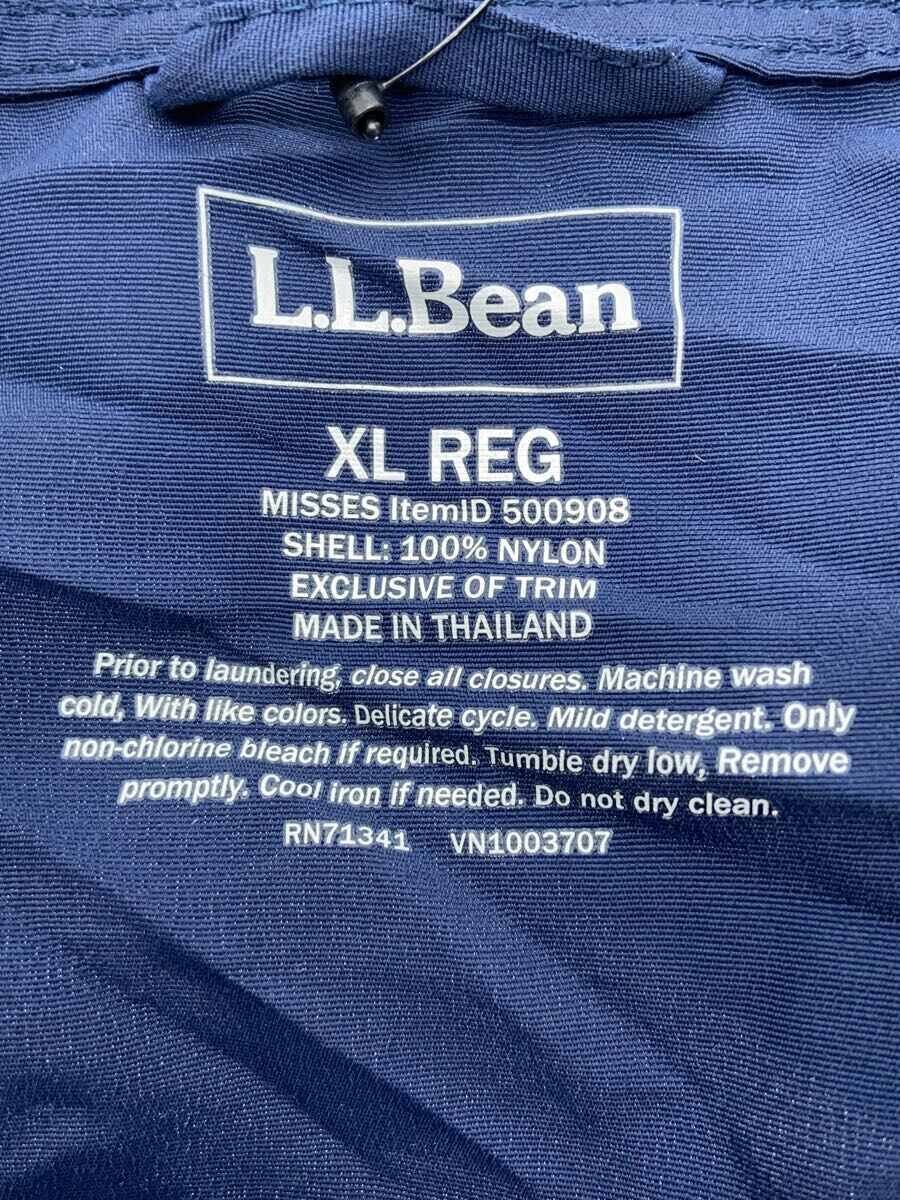 L.L.Bean
XL REG
MISSES ItemID 500908
SHELL: 100% NYLON
EXCLUSIVE OF TRIM
MADE IN THAILAND
Prior to laundering, close all closures. Machine wash
cold, With like colors. Delicate cycle. Mild detergent. Only
non-chlorine bleach if required. Tumble dry low, Remove
promptly. Cool iron if needed. Do not dry clean.
RN71341 VN1003707